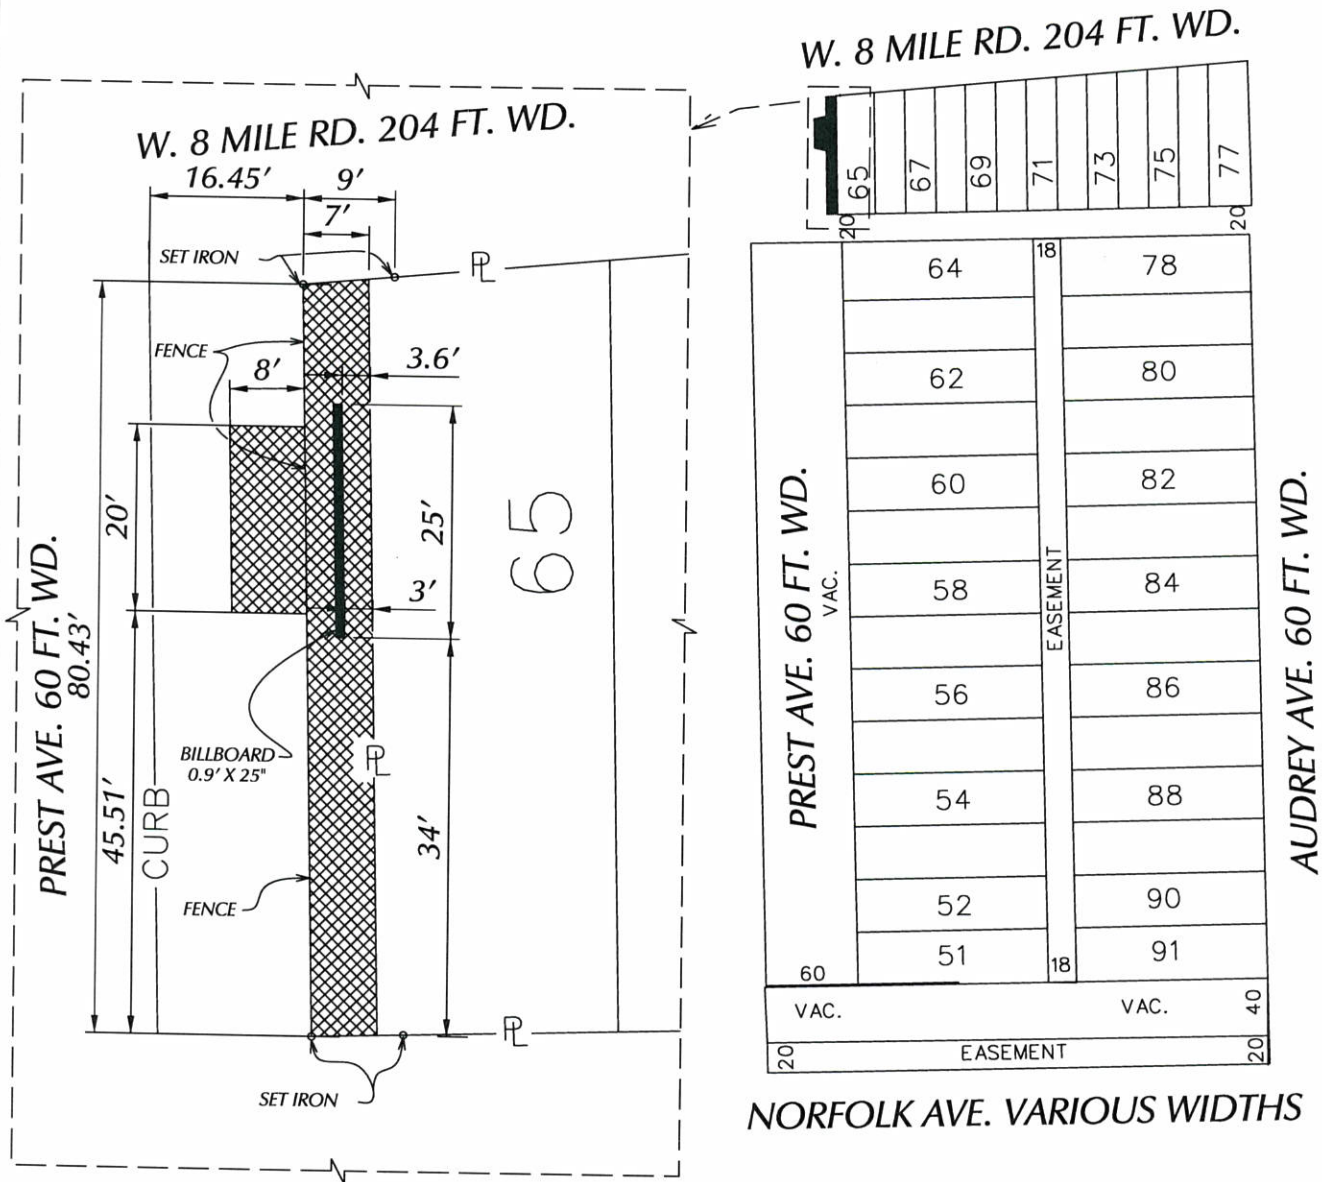 W. 8 MILE RD. 204 FT. WD.
16.45'
9'
7'
SET IRON
PL
FENCE
8'
3.6'
20'
25'
65
3'
PREST AVE. 60 FT. WD.
80.43'
45.51'
CURB
BILLBOARD
0.9' X 25"
PL
34'
FENCE
PL
SET IRON
W. 8 MILE RD. 204 FT. WD.
65
67
69
71
73
75
77
20
20
64
18
78
62
80
60
82
58
84
56
86
54
88
52
90
51
18
91
EASEMENT
PREST AVE. 60 FT. WD.
VAC.
AUDREY AVE. 60 FT. WD.
60
VAC.
VAC.
40
20
EASEMENT
20
NORFOLK AVE. VARIOUS WIDTHS